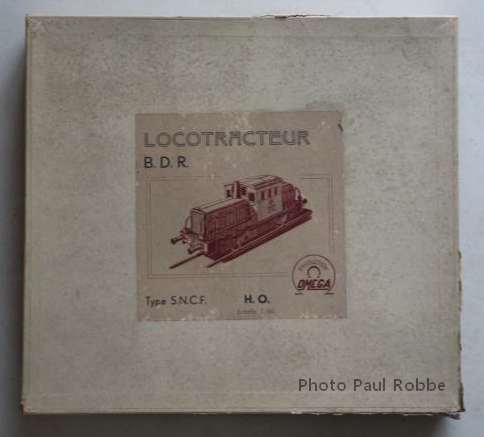 LOCOTRACTEUR
B. D. R.
OMEGA
Type S.N.C.F. H. O.
Photo Paul Robbe